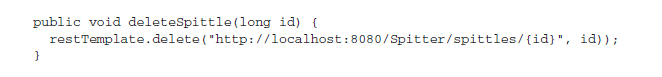 public void deleteSpittle(long id) {
  restTemplate.delete("http://localhost:8080/Spitter/spittles/{id}", id));
}